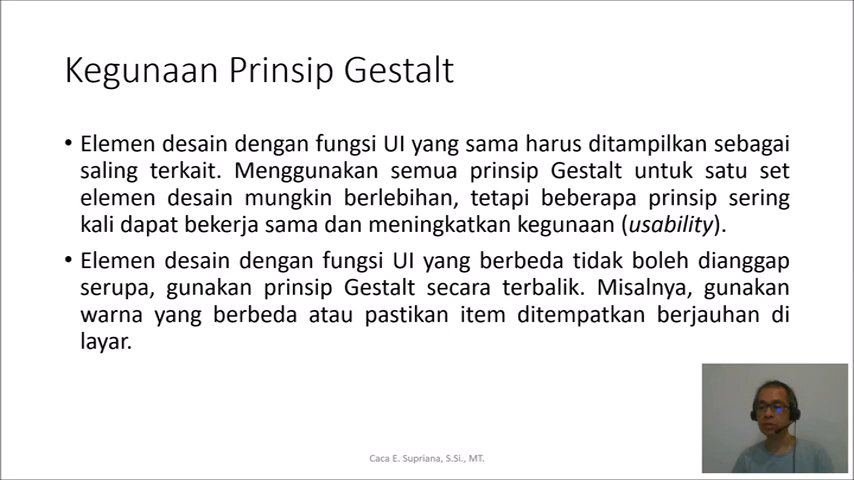 Kegunaan Prinsip Gestalt
• Elemen desain dengan fungsi UI yang sama harus ditampilkan sebagai
saling terkait. Menggunakan semua prinsip Gestalt untuk satu set
elemen desain mungkin berlebihan, tetapi beberapa prinsip sering
kali dapat bekerja sama dan meningkatkan kegunaan (usability).
• Elemen desain dengan fungsi UI yang berbeda tidak boleh dianggap
serupa, gunakan prinsip Gestalt secara terbalik. Misalnya, gunakan
warna yang berbeda atau pastikan item ditempatkan berjauhan di
layar.
Caca E. Supriana, S.Si., MT.